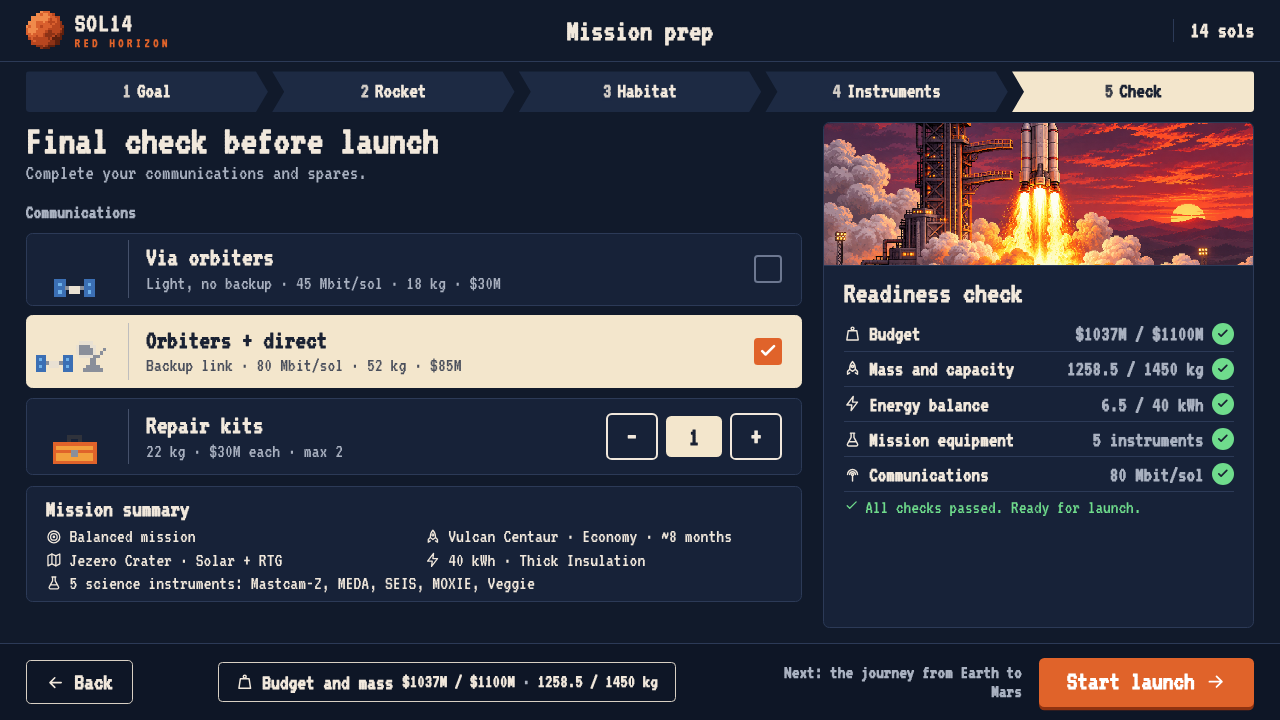 SOL14
RED HORIZON
Mission prep
14 sols
1 Goal
2 Rocket
3 Habitat
4 Instruments
5 Check
Final check before launch
Complete your communications and spares.
Communications
Via orbiters
Light, no backup · 45 Mbit/sol · 18 kg · $30M
Orbiters + direct
Backup link · 80 Mbit/sol · 52 kg · $85M
Repair kits
22 kg · $30M each · max 2
- 1 +
Mission summary
Balanced mission
Vulcan Centaur · Economy · ~8 months
Jezero Crater · Solar + RTG
40 kWh · Thick Insulation
5 science instruments: Mastcam-Z, MEDA, SEIS, MOXIE, Veggie
Readiness check
Budget $1037M / $1100M
Mass and capacity 1258.5 / 1450 kg
Energy balance 6.5 / 40 kWh
Mission equipment 5 instruments
Communications 80 Mbit/sol
All checks passed. Ready for launch.
← Back
Budget and mass $1037M / $1100M · 1258.5 / 1450 kg
Next: the journey from Earth to
Mars
Start launch →